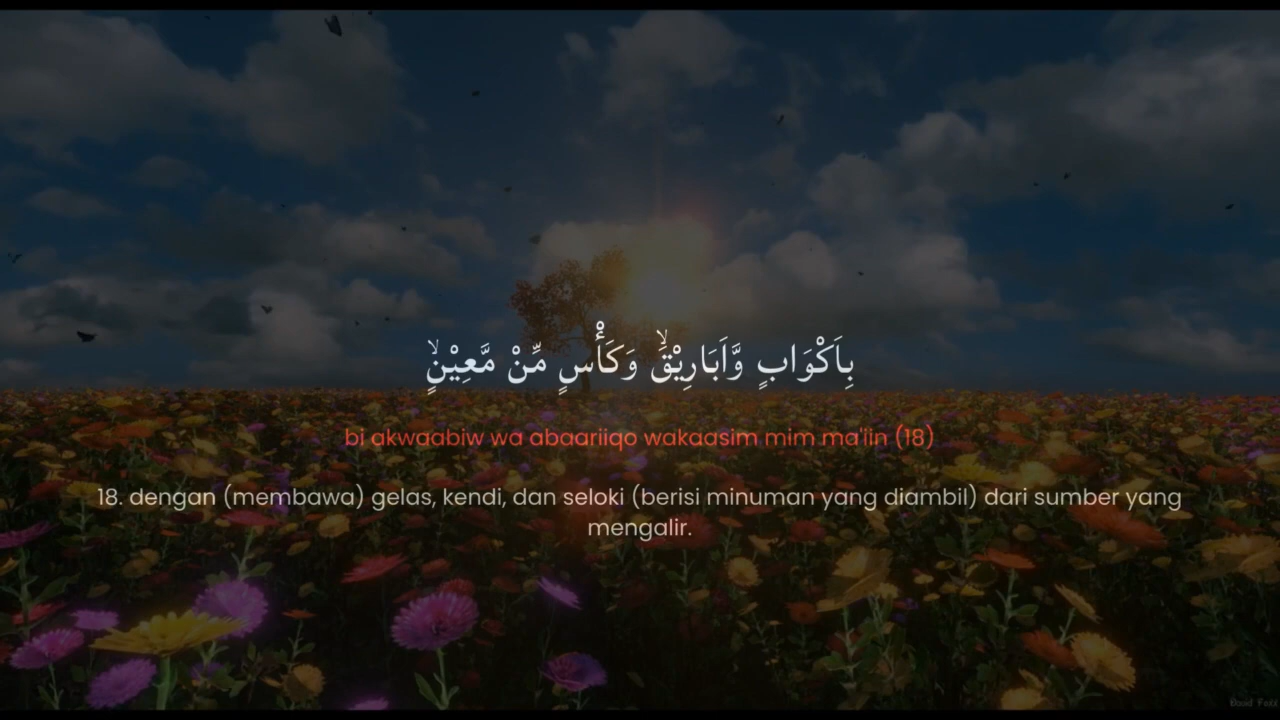 بِاَكْوَابٍ وَّاَبَارِيْقَۙ وَكَأْسٍ مِّنْ مَّعِيْنٍۙ
bi akwaabiw wa abaariiqo wakaasim mim ma'iin (18)
18. dengan (membawa) gelas, kendi, dan seloki (berisi minuman yang diambil) dari sumber yang
mengalir.